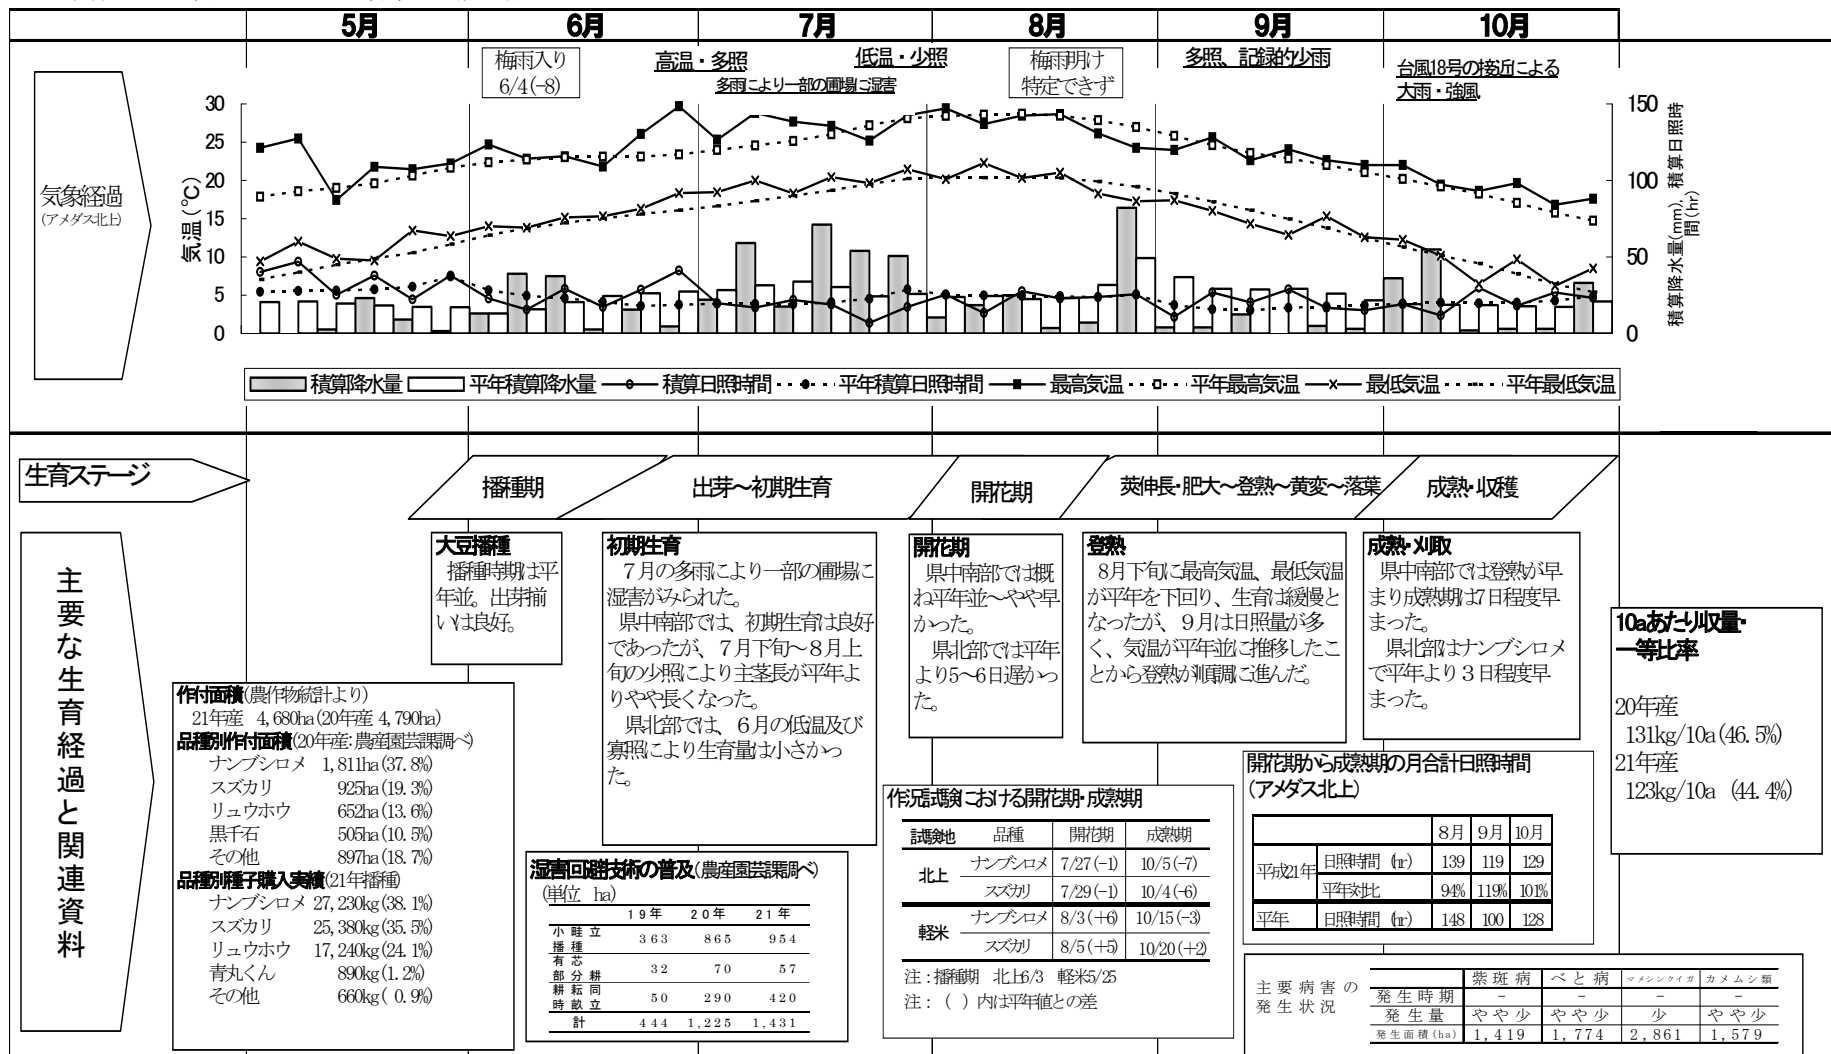 5月 6月 7月 8月 9月 10月
梅雨入り
6/4(-8)
高温・多照
低温・少照
多雨により一部の圃場に湿害
梅雨明け
特定できず
多照、記録的少雨
台風18号の接近による
大雨・強風
気象経過
(アメダス北上)
気温(℃)
30
25
20
15
10
5
0
150
100
50
0
積算降水量(mm)、積算日照時
間(hr)
積算降水量 平年積算降水量 積算日照時間 平年積算日照時間 最高気温 平年最高気温 最低気温 平年最低気温
生育ステージ
播種期
出芽～初期生育
開花期
莢伸長・肥大～登熟～黄変～落葉
成熟・収穫
主要な生育経過と関連資料
大豆播種
播種時期は平
年並。出芽揃
いは良好。
初期生育
7月の多雨により一部の圃場に
湿害がみられた。
県中南部では、初期生育は良好
であったが、7月下旬～8月上
旬の少照により主茎長が平年よ
りやや長くなった。
県北部では、6月の低温及び
寡照により生育量は小さかっ
た。
開花期
県中南部では概
ね平年並～やや早
かった。
県北部では平年
より5～6日遅かっ
た。
登熟
8月下旬に最高気温、最低気温
が平年を下回り、生育は緩慢と
なったが、9月は日照量が多
く、気温が平年並に推移したこ
とから登熟が順調に進んだ。
成熟・刈取
県中南部では登熟が早
まり成熟期は7日程度早
まった。
県北部はナンブシロメ
で平年より3日程度早
まった。
10aあたり収量・
一等比率
20年産
131kg/10a(46.5%)
21年産
123kg/10a (44.4%)
作付面積(農作物統計より)
21年産 4,680ha(20年産 4,790ha)
品種別作付面積(20年産:農産園芸課調べ)
ナンブシロメ 1,811ha(37.8%)
スズカリ 925ha(19.3%)
リュウホウ 652ha(13.6%)
黒千石 505ha(10.5%)
その他 897ha(18.7%)
品種別種子購入実績(21年播種)
ナンブシロメ 27,230kg(38.1%)
スズカリ 25,380kg(35.5%)
リュウホウ 17,240kg(24.1%)
青丸くん 890kg(1.2%)
その他 660kg( 0.9%)
湿害回避技術の普及(農産園芸課調べ)
(単位 ha)
19年 20年 21年
小畦立
播種 363 865 954
有芯
部分耕 32 70 57
耕耘同
時畝立 50 290 420
計 444 1,225 1,431
作況試験における開花期・成熟期
試験地 品種 開花期 成熟期
北上 ナンブシロメ 7/27(-1) 10/5(-7)
スズカリ 7/29(-1) 10/4(-6)
軽米 ナンブシロメ 8/3(+6) 10/15(-3)
スズカリ 8/5(+5) 10/20(+2)
注:播種期 北上6/3 軽米5/25
注: ( )内は平年値との差
開花期から成熟期の月合計日照時間
(アメダス北上)
8月 9月 10月
平成21年 日照時間 (hr) 139 119 129
平年対比 94% 119% 101%
平年 日照時間 (hr) 148 100 128
主要病害の
発生状況
紫斑病 べと病 マメシンクイガ カメムシ類
発生時期 - - - -
発生量 やや少 やや少 少 やや少
発生面積(ha) 1,419 1,774 2,861 1,579